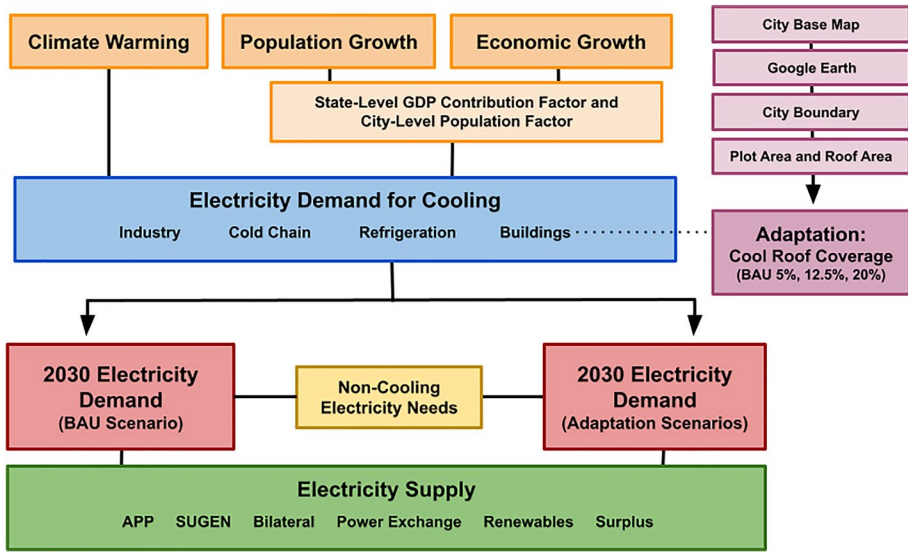 Climate Warming
Population Growth
Economic Growth
State-Level GDP Contribution Factor and
City-Level Population Factor
City Base Map
Google Earth
City Boundary
Plot Area and Roof Area
Electricity Demand for Cooling
Industry Cold Chain Refrigeration Buildings
Adaptation:
Cool Roof Coverage
(BAU 5%, 12.5%, 20%)
2030 Electricity
Demand
(BAU Scenario)
Non-Cooling
Electricity Needs
2030 Electricity
Demand
(Adaptation Scenarios)
Electricity Supply
APP SUGEN Bilateral Power Exchange Renewables Surplus